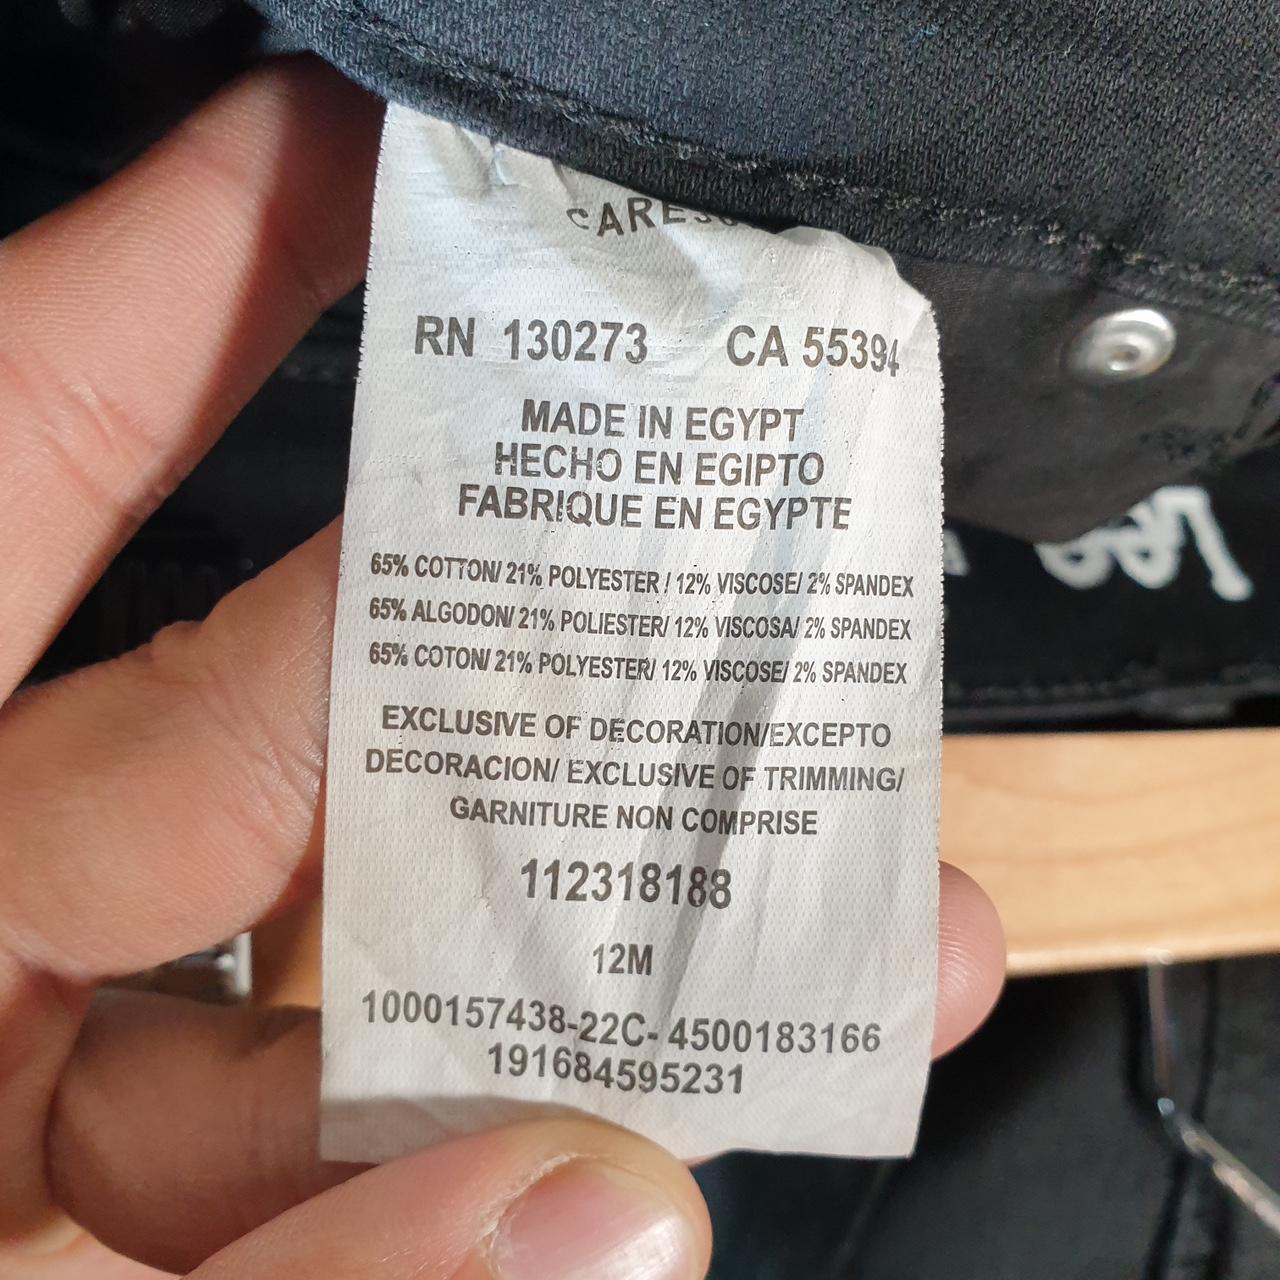 RN 130273 CA 55394
MADE IN EGYPT
HECHO EN EGIPTO
FABRIQUE EN EGYPTE
65% COTTON/ 21% POLYESTER / 12% VISCOSE/ 2% SPANDEX
65% ALGODON/ 21% POLIESTER/ 12% VISCOSA/ 2% SPANDEX
65% COTON/ 21% POLYESTER/ 12% VISCOSE/ 2% SPANDEX
EXCLUSIVE OF DECORATION/EXCEPTO
DECORACION/ EXCLUSIVE OF TRIMMING/
GARNITURE NON COMPRISE
112318188
12M
1000157438-22C- 4500183166
191684595231
Lee